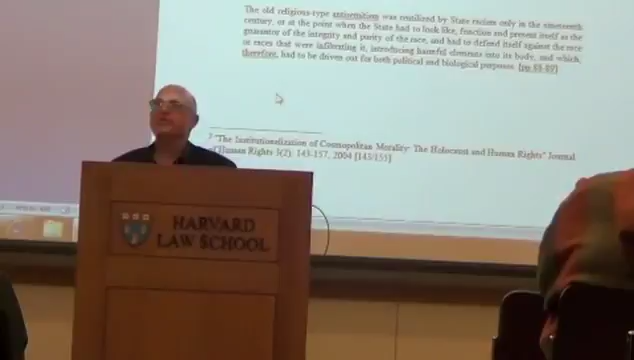 The old religious-type antisemitism was reutilized by State racism only in the nineteenth
century, or at the point when the State had to look like, function and present itself as the
guarantor of the integrity and purity of the race, and had to defend itself against the race
or races that were infiltrating it, introducing harmful elements into its body, and which,
therefore, had to be driven out for both political and biological purposes. [pp 88-89]
7 "The Institutionalization of Cosmopolitan Morality: The Holocaust and Human Rights" Journal
of Human Rights 3(2): 143-157, 2004 [143/155]
HARVARD
LAW SCHOOL